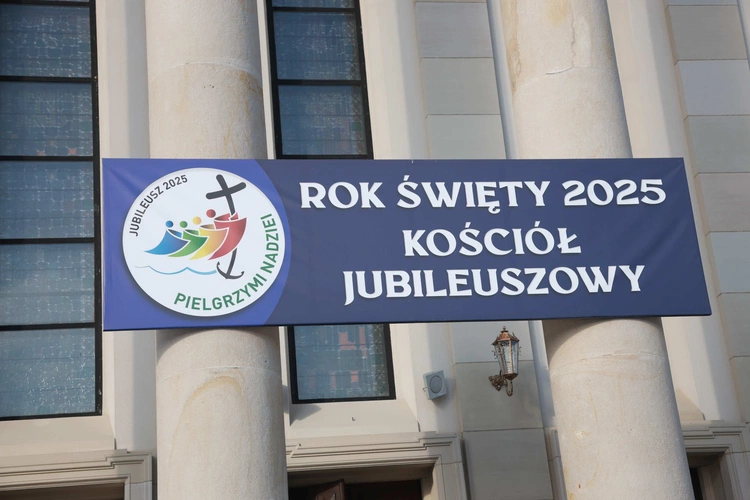 JUBILEUSZ 2025
PIELGRZYMI NADZIEI
ROK ŚWIĘTY 2025
KOŚCIÓŁ
JUBILEUSZOWY